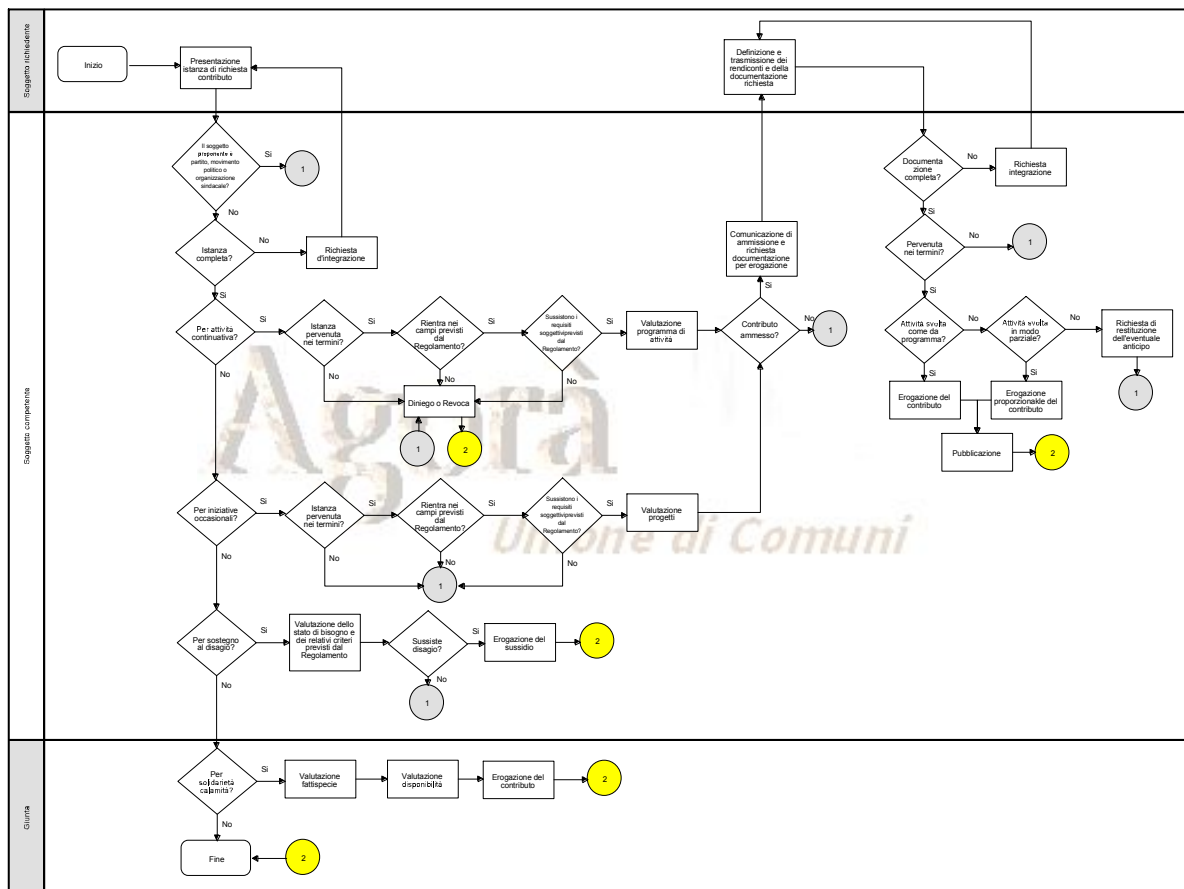 Soggetto richiedente
Inizio
Presentazione
istanza di richiesta
contributo
Definizione e
trasmissione dei
rendiconti e della
documentazione
richiesta
Soggetto competente
Il soggetto
proponente è
partito, movimento
politico o
organizzazione
sindacale?
Si
1
No
Istanza
completa?
No
Richiesta
d'integrazione
Si
Documenta
zione
completa?
No
Richiesta
integrazione
Si
Pervenuta
nei termini?
No
1
Si
Comunicazione di
ammissione e
richiesta
documentazione
per erogazione
Si
Per attività
continuativa?
Si
Istanza
pervenuta
nei termini?
Si
Rientra nei
campi previsti
dal
Regolamento?
Si
Sussistono i
requisiti
soggettiviprevisti
dal
Regolamento?
Si
Valutazione
programma di
attività
Contributo
ammesso?
No
1
Attività svolta
come da
programma?
No
Attività svolte
in modo
parziale?
No
Richiesta di
restituzione
dell'eventuale
anticipo
1
Si
Si
Erogazione del
contributo
Erogazione
proporzionakle del
contributo
Pubblicazione
2
No
No
No
No
Diniego o Revoca
1
2
Agorà
Unione di Comuni
Per iniziative
occasionali?
Si
Istanza
pervenuta
nei termini?
Si
Rientra nei
campi previsti
dal
Regolamento?
Si
Sussistono i
requisiti
soggettiviprevisti
dal
Regolamento?
Si
Valutazione
progetti
No
No
No
No
1
Per sostegno
al disagio?
Si
Valutazione dello
stato di bisogno e
dei relativi criteri
previsti dal
Regolamento
Sussiste
disagio?
Si
Erogazione del
sussidio
2
No
No
1
Giunta
Per
solidarietà
calamità?
Si
Valutazione
fattispecie
Valutazione
disponibilità
Erogazione del
contributo
2
No
Fine
2